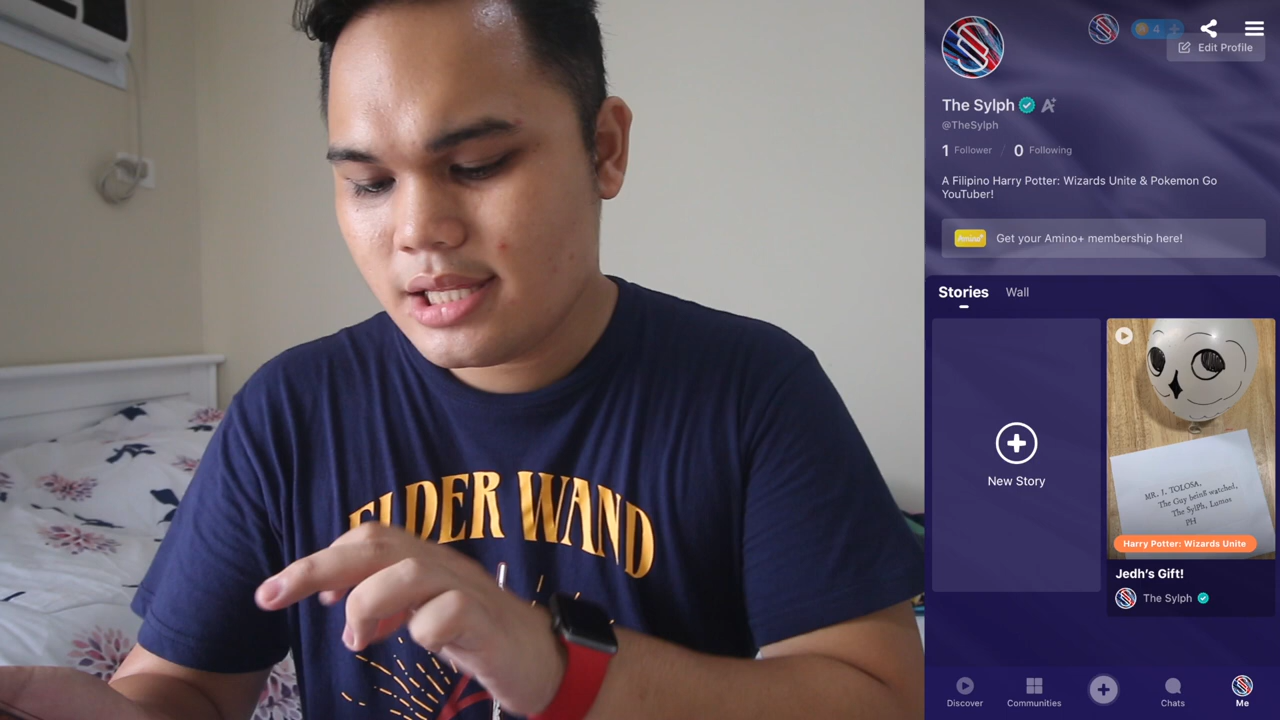 ELDER WAND
4
Edit Profile
The Sylph
@TheSylph
1 Follower / 0 Following
A Filipino Harry Potter: Wizards Unite & Pokemon Go
YouTuber!
Amino+ Get your Amino+ membership here!
Stories Wall
New Story
MR. J. TOLOSA,
The Guy being watched,
The Sylph, Lumos
PH
Harry Potter: Wizards Unite
Jedh's Gift!
The Sylph
Discover Communities Chats Me